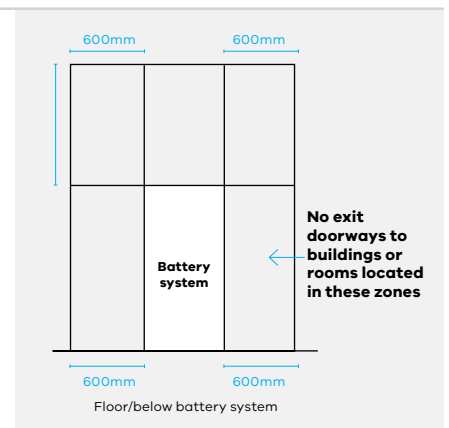 600mm
600mm
No exit
doorways to
buildings or
rooms located
in these zones
Battery
system
600mm
600mm
Floor/below battery system